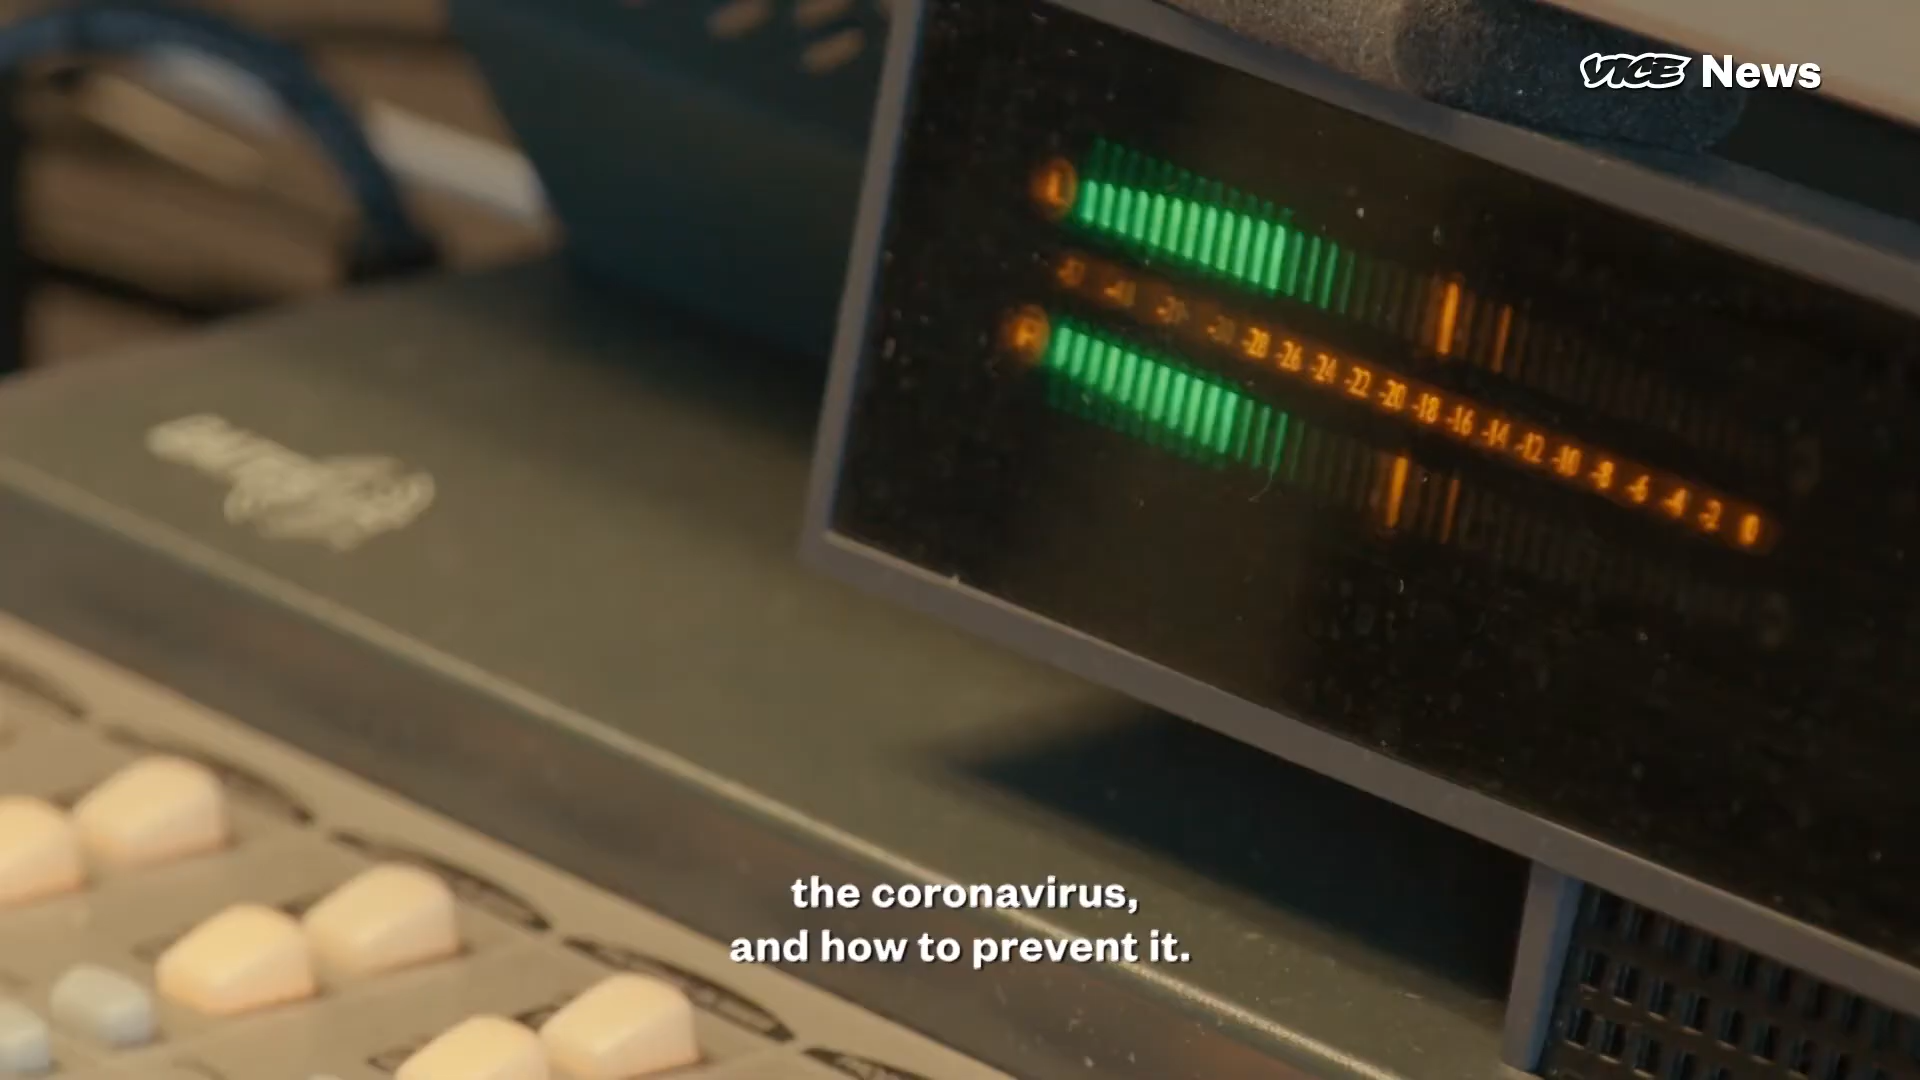 VICE News
L
-28 -26 -24 -22 -20 -18 -16 -14 -12 -10 -8 -6 -4 -2 0
R
the coronavirus,
and how to prevent it.